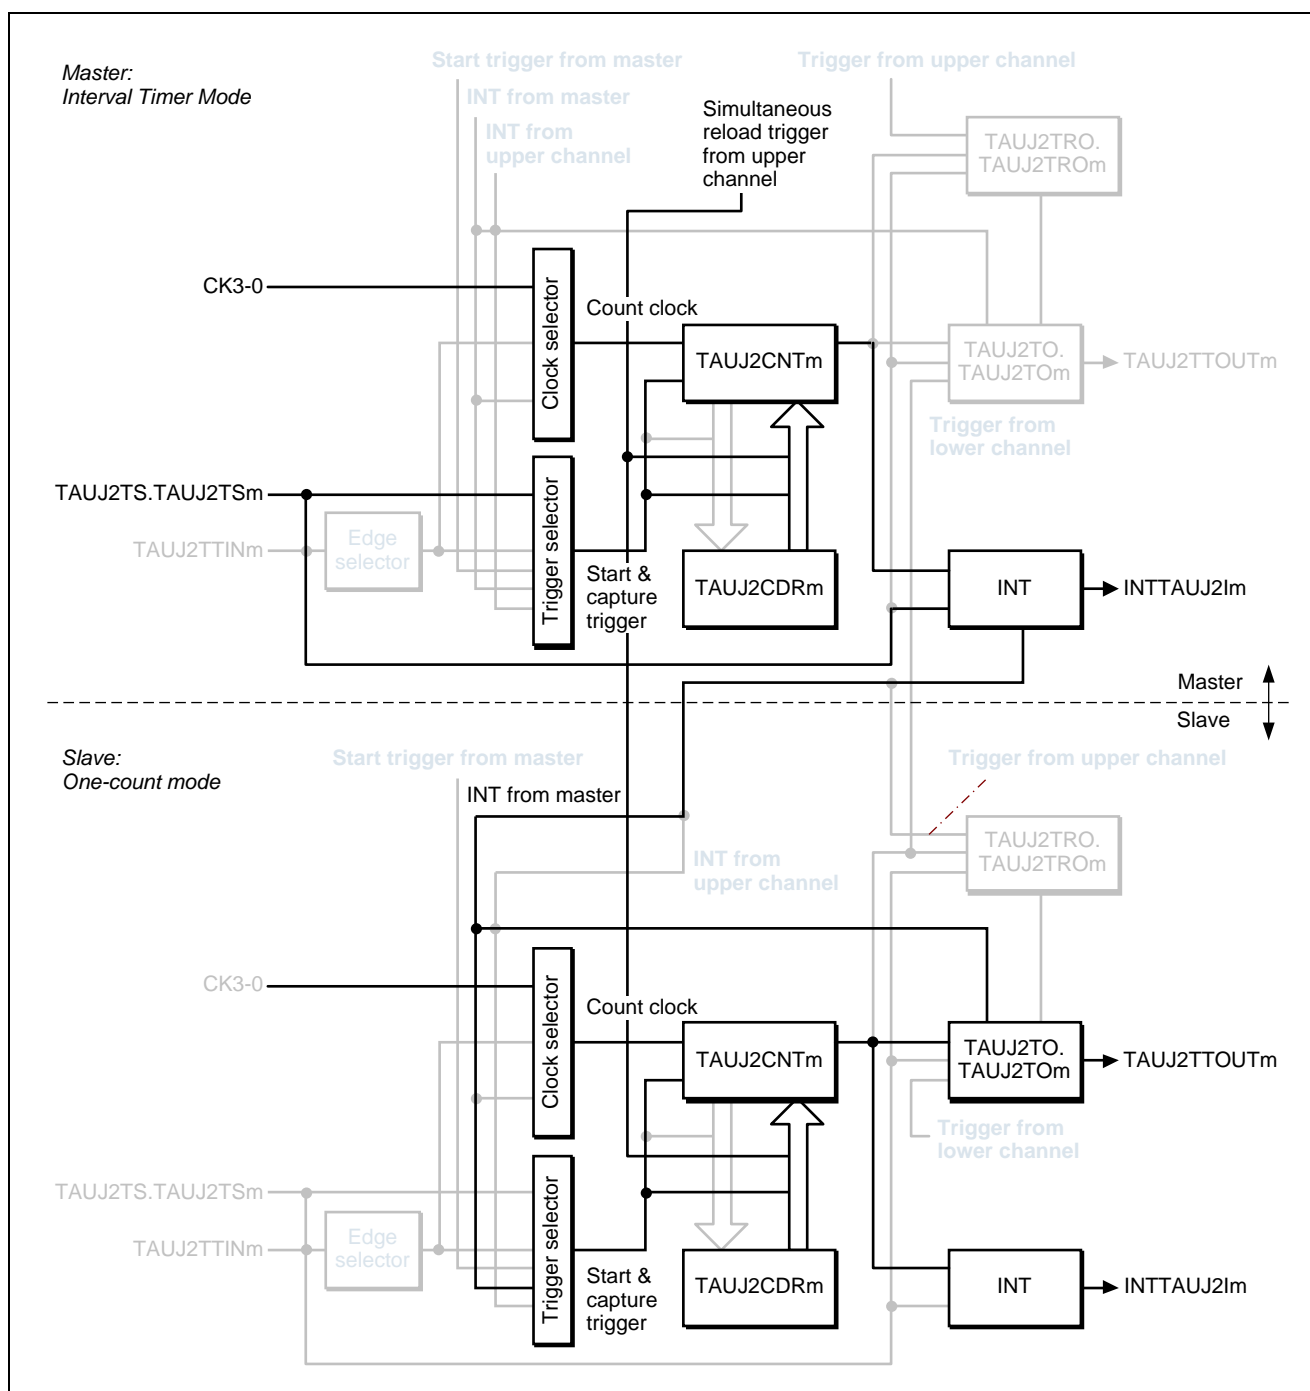 Master:
Interval Timer Mode
Start trigger from master
INT from master
INT from
upper channel
Simultaneous
reload trigger
from upper
channel
Trigger from upper channel
TAUJ2TRO.
TAUJ2TROm
CK3-0
Clock selector
Count clock
TAUJ2CNTm
TAUJ2TO.
TAUJ2TOm
TAUJ2TTOUTm
Trigger from
lower channel
TAUJ2TS.TAUJ2TSm
TAUJ2TTINm
Edge
selector
Trigger selector
Start &
capture
trigger
TAUJ2CDRm
INT
INTTAUJ2Im
Master
Slave
Slave:
One-count mode
Start trigger from master
INT from master
INT from
upper channel
Trigger from upper channel
TAUJ2TRO.
TAUJ2TROm
CK3-0
Clock selector
Count clock
TAUJ2CNTm
TAUJ2TO.
TAUJ2TOm
TAUJ2TTOUTm
Trigger from
lower channel
TAUJ2TS.TAUJ2TSm
TAUJ2TTINm
Edge
selector
Trigger selector
Start &
capture
trigger
TAUJ2CDRm
INT
INTTAUJ2Im